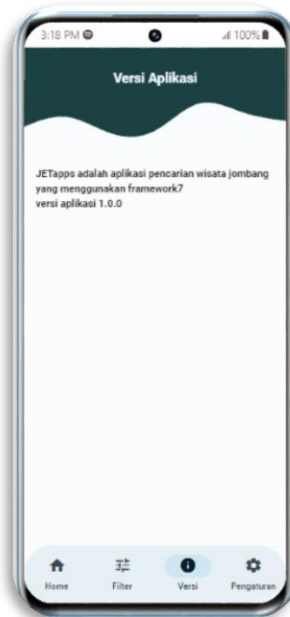 3:18 PM
100%
Versi Aplikasi
JETapps adalah aplikasi pencarian wisata jombang
yang menggunakan framework7
versi aplikasi 1.0.0
Home Filter Versi Pengaturan